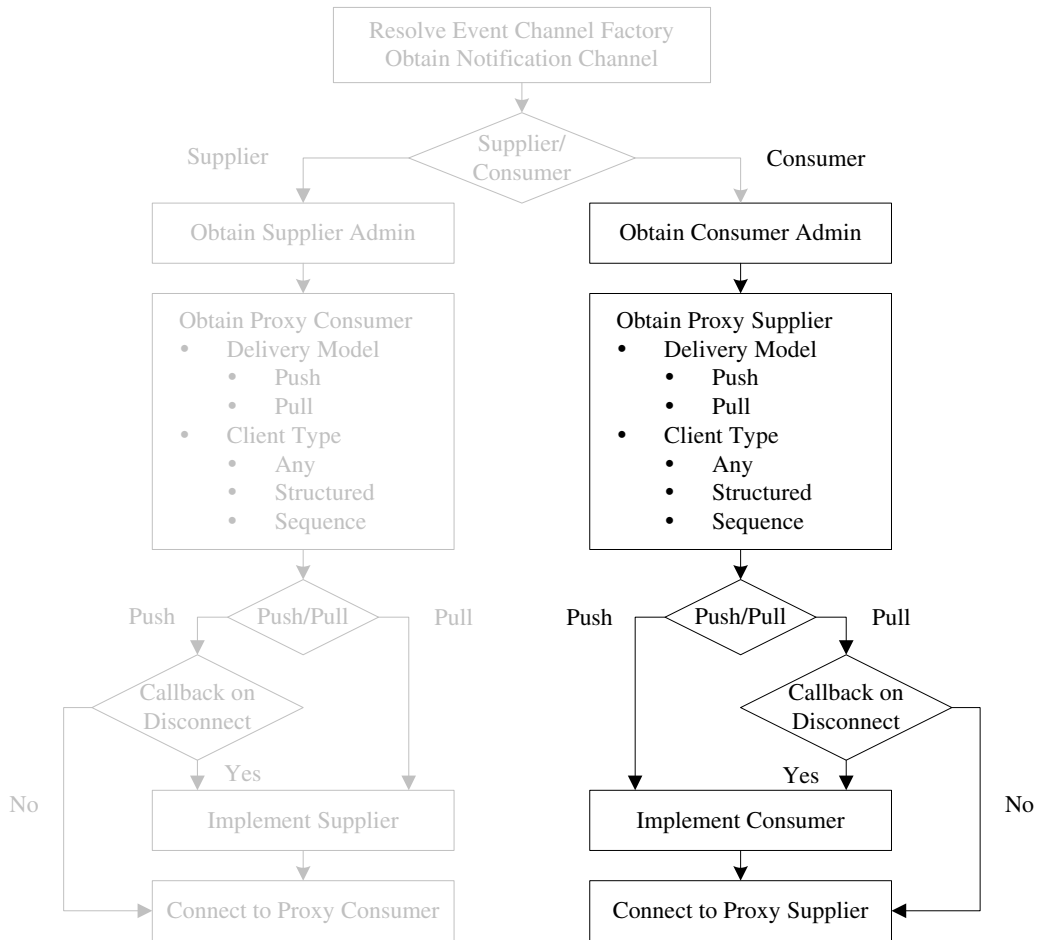 Resolve Event Channel Factory
Obtain Notification Channel
Supplier
Supplier/
Consumer
Consumer
Obtain Supplier Admin
Obtain Proxy Consumer
• Delivery Model
• Push
• Pull
• Client Type
• Any
• Structured
• Sequence
Push
Push/Pull
Pull
Callback on
Disconnect
Yes
No
Implement Supplier
Connect to Proxy Consumer
Obtain Consumer Admin
Obtain Proxy Supplier
• Delivery Model
• Push
• Pull
• Client Type
• Any
• Structured
• Sequence
Push
Push/Pull
Pull
Callback on
Disconnect
Yes
No
Implement Consumer
Connect to Proxy Supplier